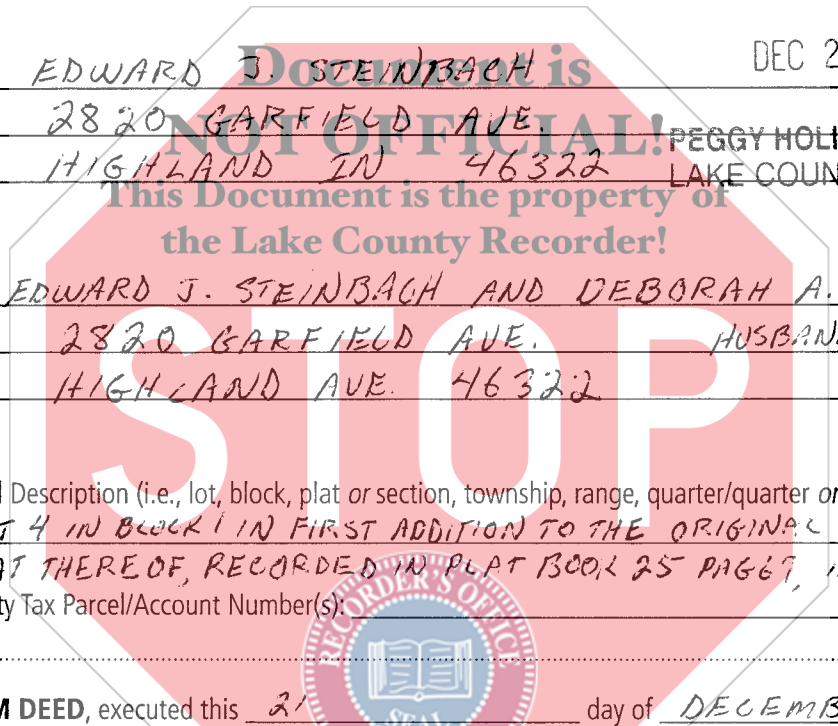 EDWARD J. STEINBACH DEC 2
2820 GARFIELD AVE.
HIGHLAND IN 46322
PEGGY HOLI
LAKE COUN
Document is
NOT OFFICIAL!
This Document is the property of
the Lake County Recorder!
EDWARD J. STEINBACH AND DEBORAH A.
2820 GARFIELD AVE. HUSBAN
HIGHLAND AVE. 46322
STOP
Description (i.e., lot, block, plat or section, township, range, quarter/quarter or
T 4 IN BLOCK 1 IN FIRST ADDITION TO THE ORIGINAL
AT THEREOF, RECORDED IN PLAT BOOK 25 PAGE
ty Tax Parcel/Account Number(s):
RECORDER'S OFFICE
SEAL
M DEED, executed this 21 day of DECEMB